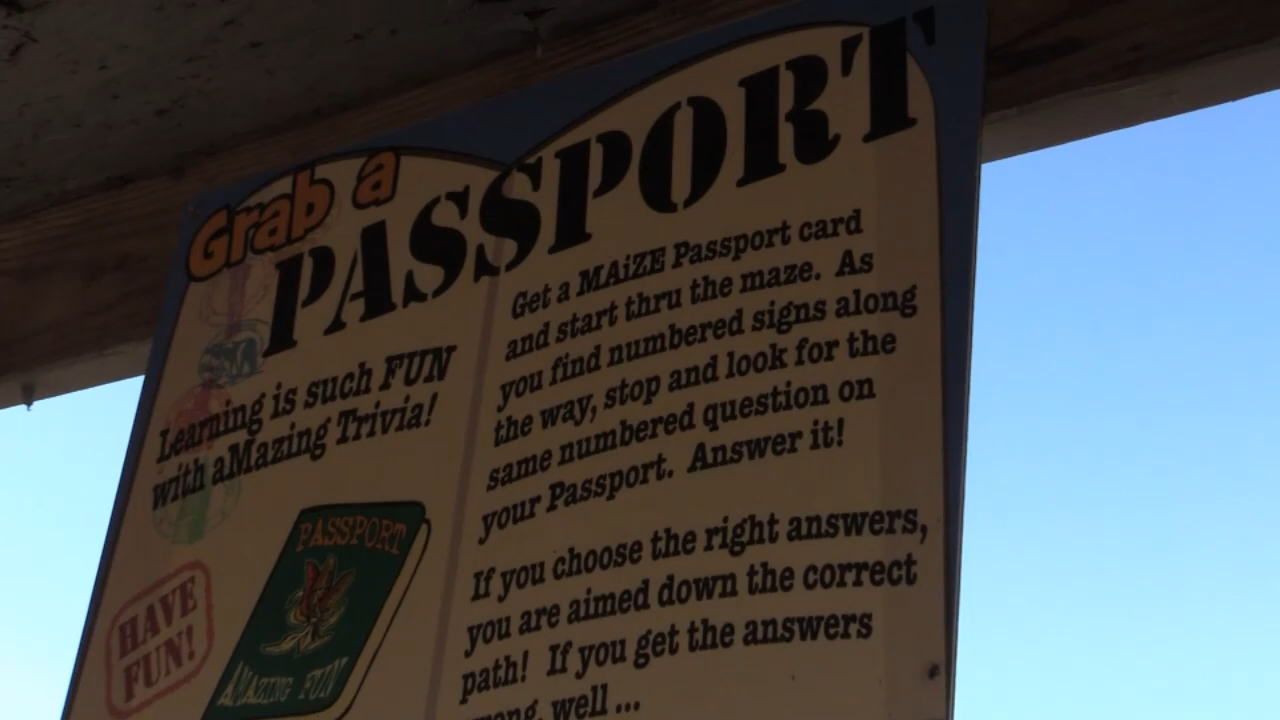 Grab a
PASSPORT
Learning is such FUN
with aMazing Trivia!
HAVE
FUN!
PASSPORT
AMAZING FUN
Get a MAiZE Passport card
and start thru the maze. As
you find numbered signs along
the way, stop and look for the
same numbered question on
your Passport. Answer it!
If you choose the right answers,
you are aimed down the correct
path! If you get the answers
well ...